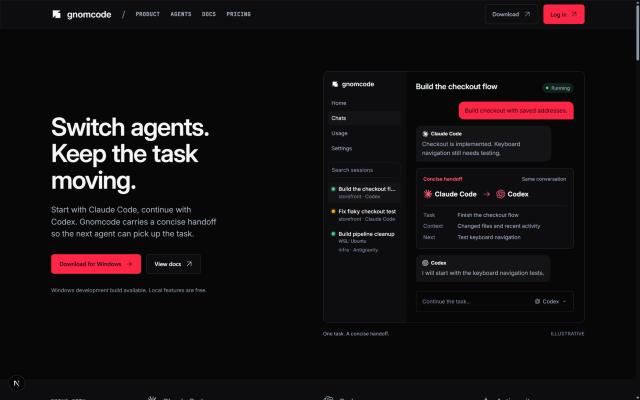 gnomcode / PRODUCT AGENTS DOCS PRICING Download Log in
Switch agents.
Keep the task
moving.
Start with Claude Code, continue with
Codex. Gnomcode carries a concise handoff
so the next agent can pick up the task.
Download for Windows → View docs
Windows development build available. Local features are free.
gnomcode
Home
Chats
Usage
Settings
Search sessions
Build the checkout fl...
storefront · Codex
Fix flaky checkout test
storefront · Claude Code
Build pipeline cleanup
WSL: Ubuntu
infra · Antigravity
Build the checkout flow
Running
Build checkout with saved addresses.
Claude Code
Checkout is implemented. Keyboard
navigation still needs testing.
Concise handoff Same conversation
Claude Code → Codex
Task Finish the checkout flow
Context Changed files and recent activity
Next Test keyboard navigation
Codex
I will start with the keyboard navigation tests.
Continue the task... Codex
One task. A concise handoff. ILLUSTRATIVE
N